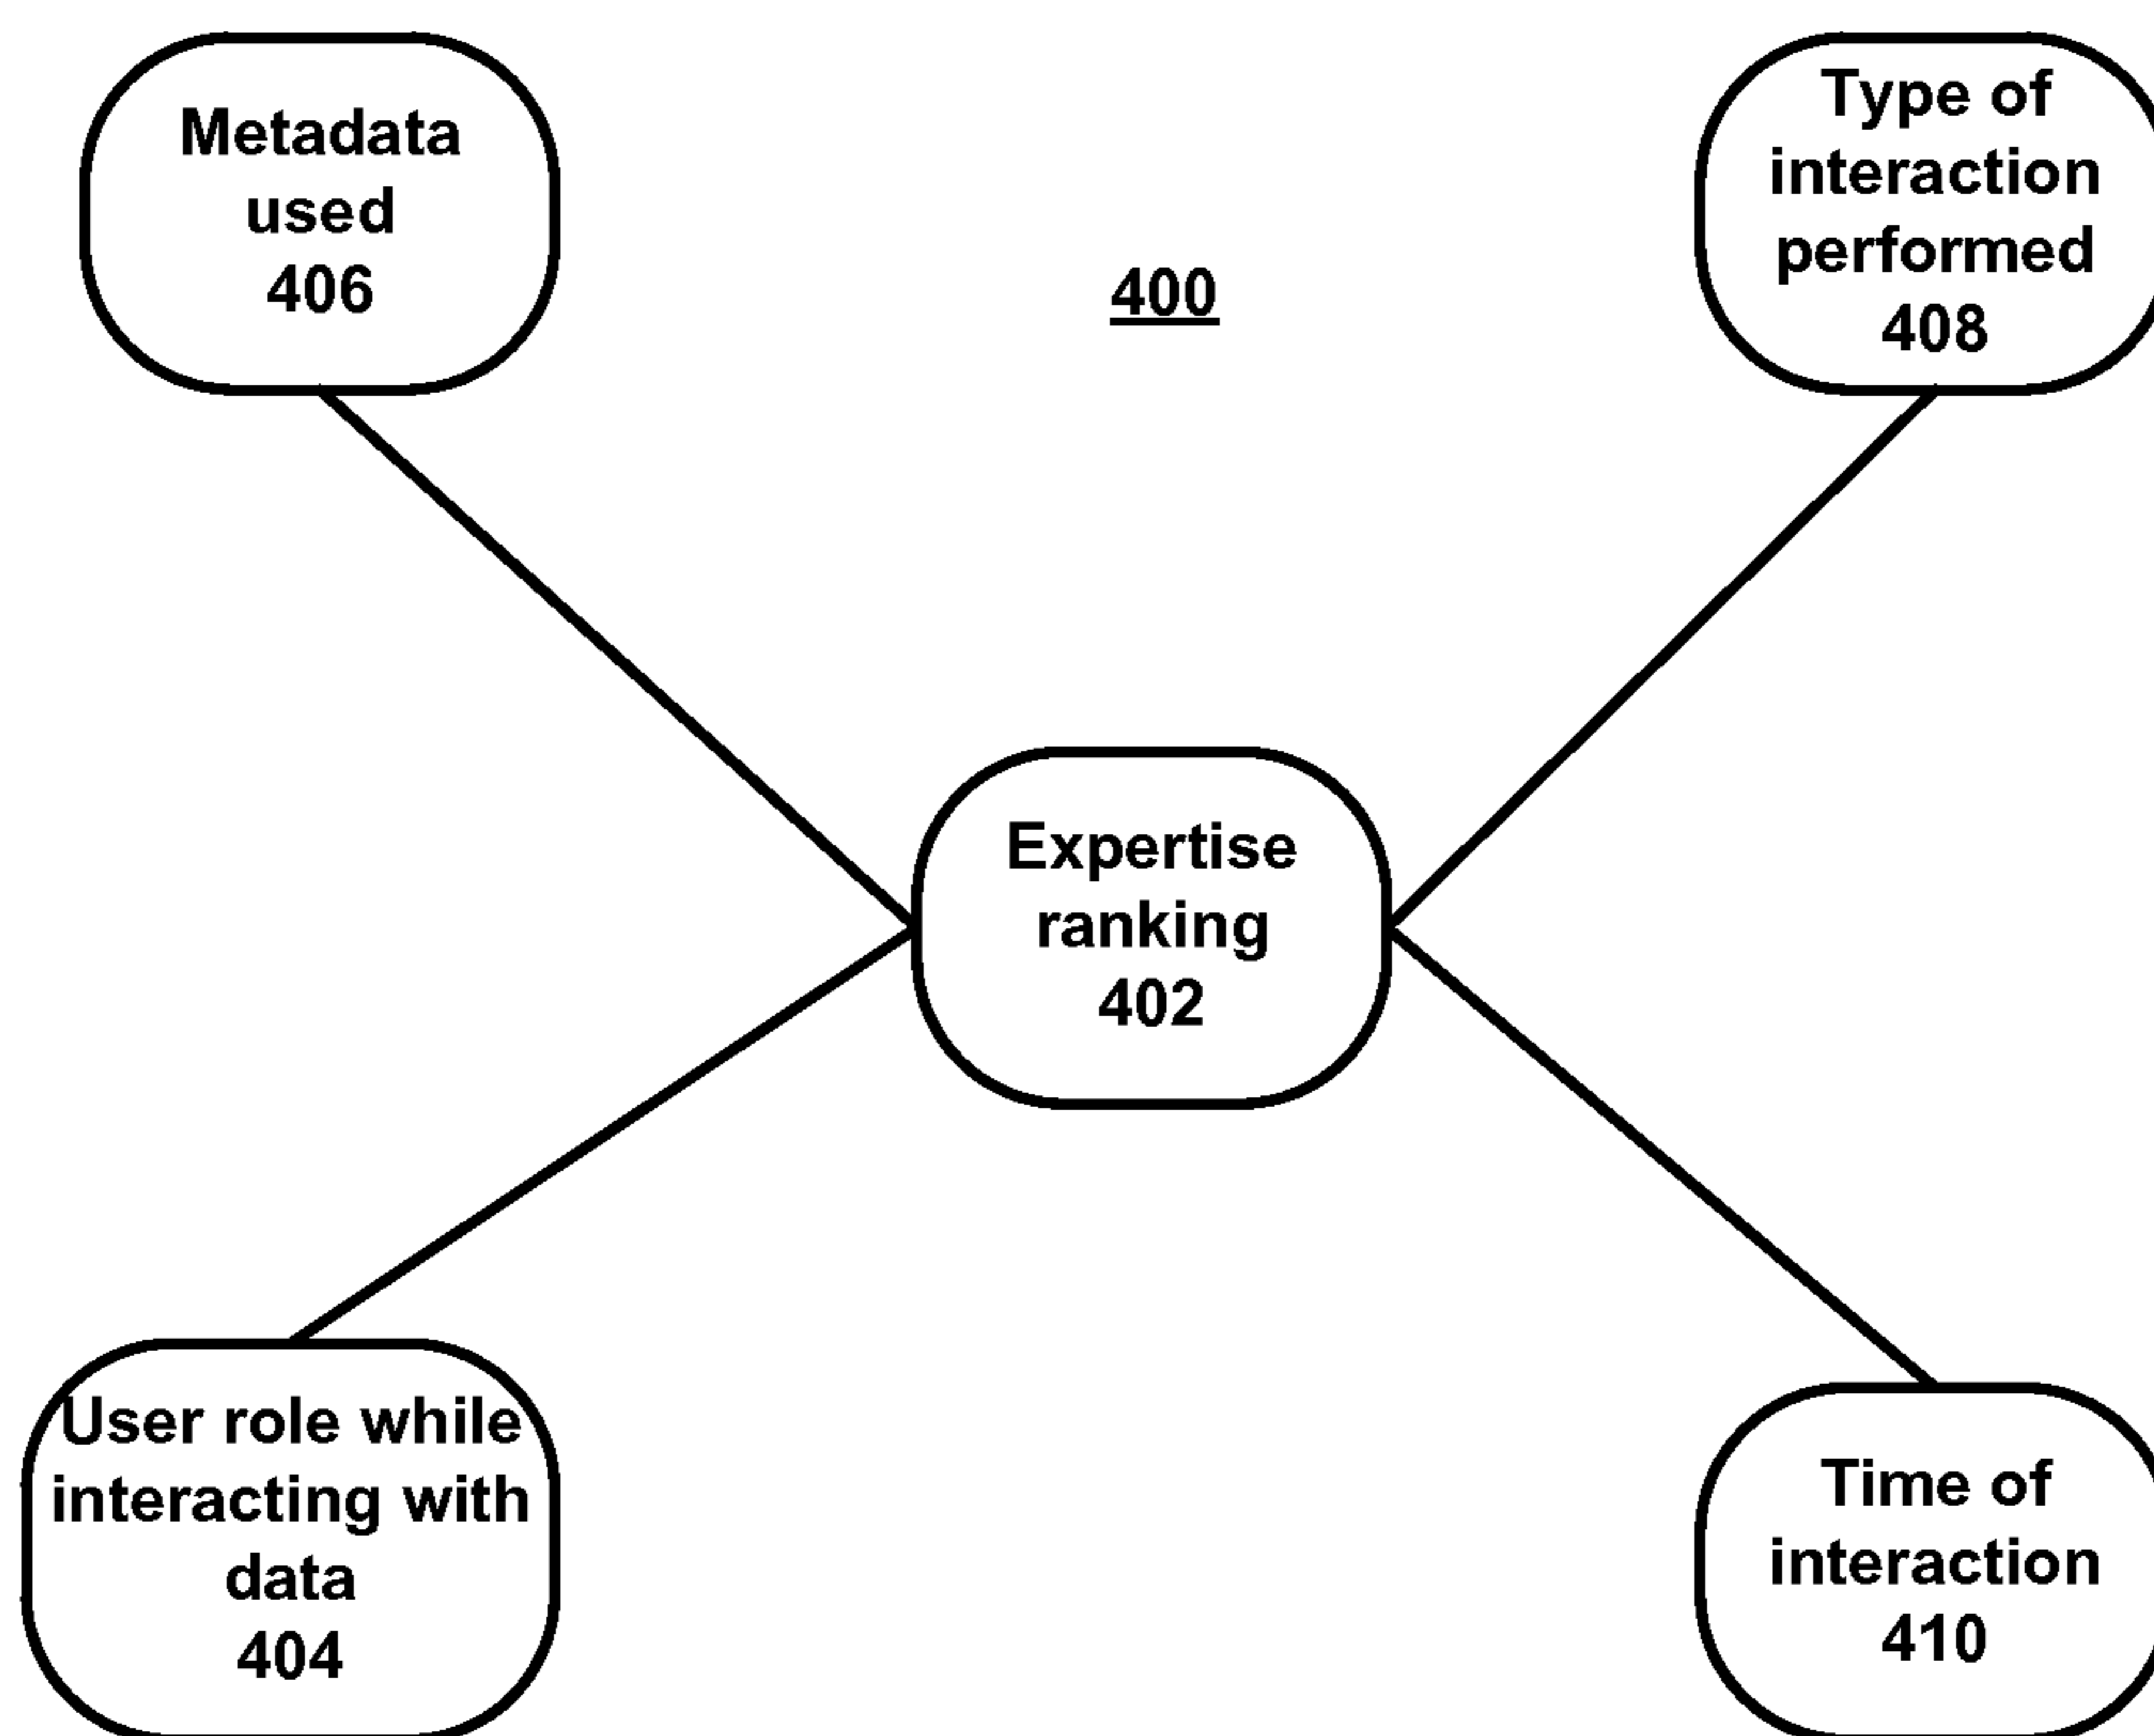 Metadata
used
406
400
Type of
interaction
performed
408
Expertise
ranking
402
User role while
interacting with
data
404
Time of
interaction
410